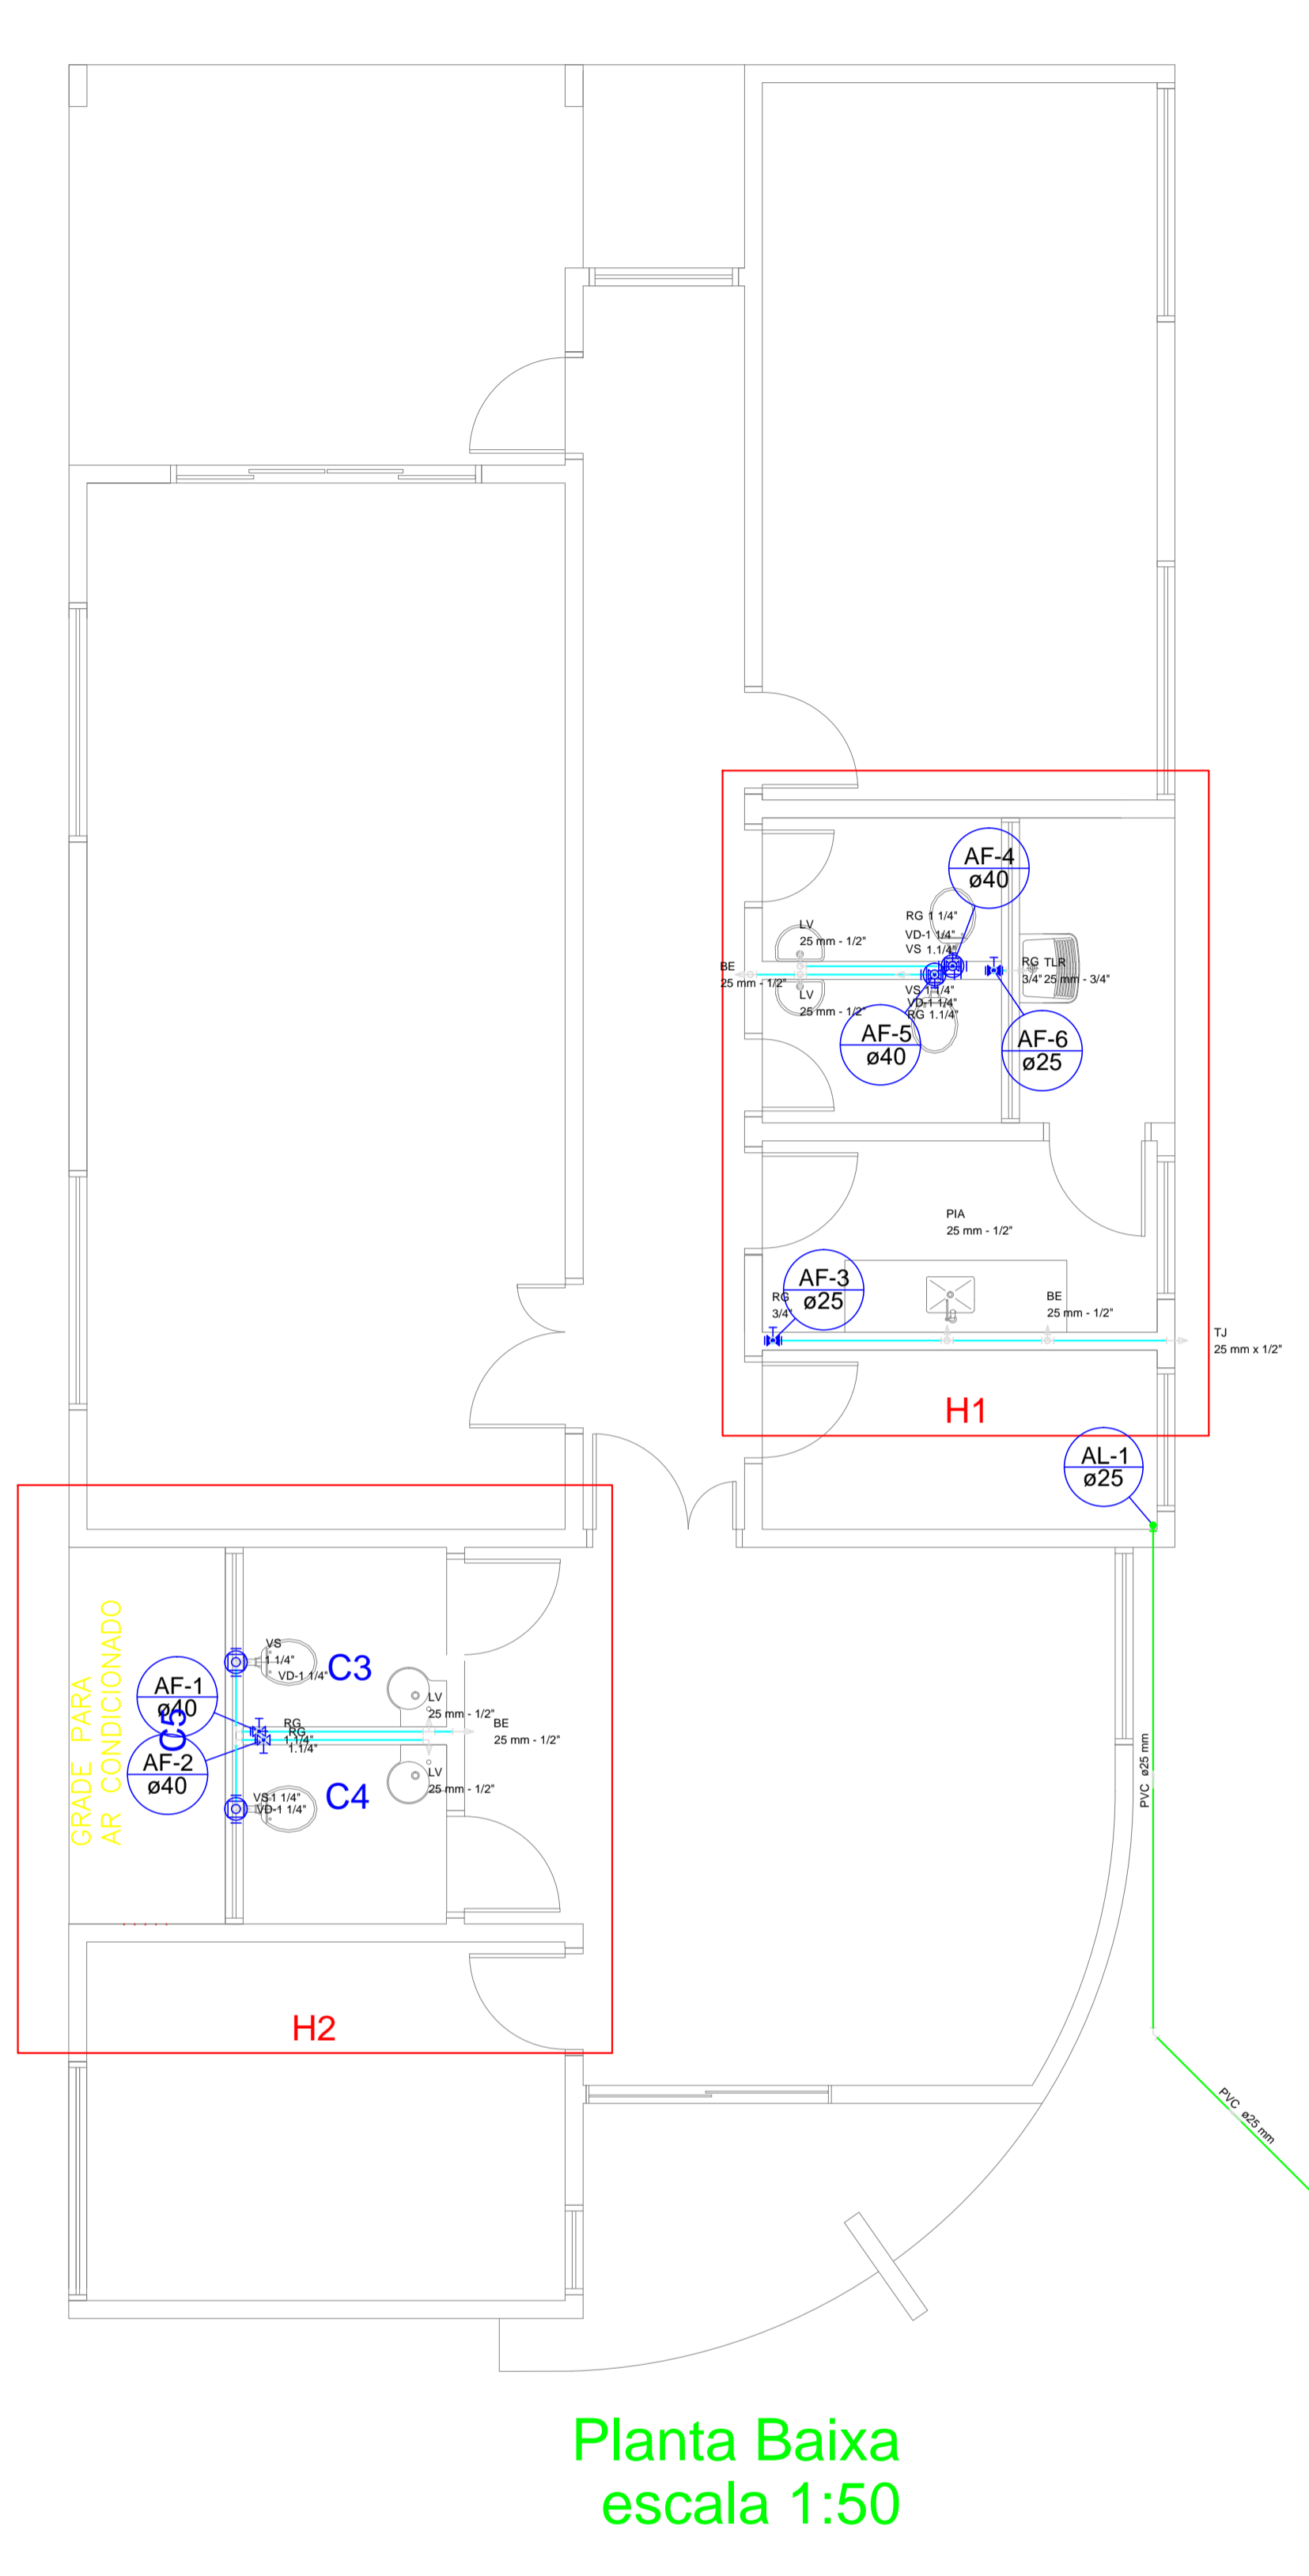 AF-4
ø40
RG 1 1/4"
VD-1 1/4"
VS 1.1/4"
LV
25 mm - 1/2"
BE
25 mm - 1/2"
LV
25 mm - 1/2"
RG
3/4"
TLR
25 mm - 3/4"
VS 1 1/4"
VD-1 1/4"
RG 1.1/4"
AF-5
ø40
AF-6
ø25
PIA
25 mm - 1/2"
AF-3
ø25
RG
3/4"
BE
25 mm - 1/2"
TJ
25 mm x 1/2"
H1
AL-1
ø25
GRADE PARA
AR CONDICIONADO
VS
1 1/4"
VD-1 1/4"
C3
AF-1
ø40
C5
AF-2
ø40
RG
1.1/4"
RG
1.1/4"
LV
25 mm - 1/2"
BE
25 mm - 1/2"
LV
25 mm - 1/2"
VS 1 1/4"
VD-1 1/4"
C4
PVC ø25 mm
H2
PVC ø25 mm
Planta Baixa
escala 1:50